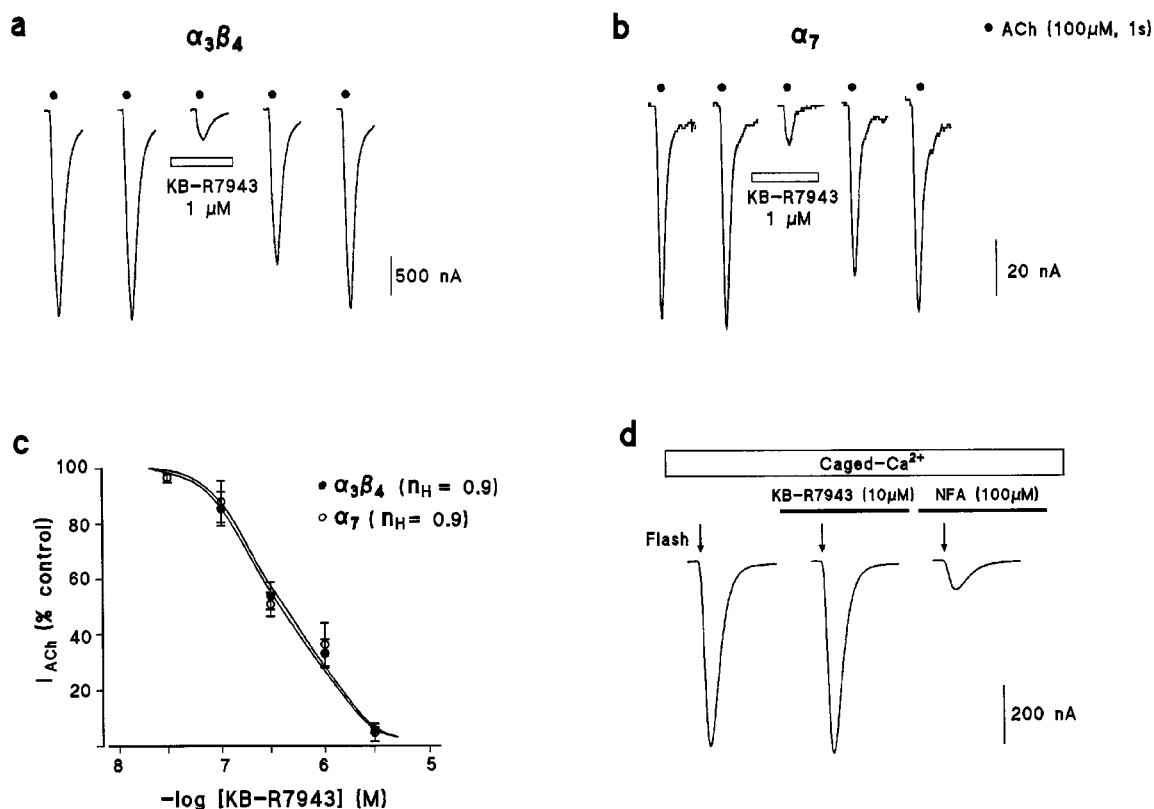 a
α3β4
KB-R7943
1 μM
500 nA
b
α7
● ACh (100μM, 1s)
KB-R7943
1 μM
20 nA
c
100
80
60
40
20
I ACh (% control)
● α3β4 (nH = 0.9)
○ α7 (nH = 0.9)
8 7 6 5
-log [KB-R7943] (M)
d
Caged-Ca²⁺
KB-R7943 (10μM) NFA (100μM)
Flash
200 nA